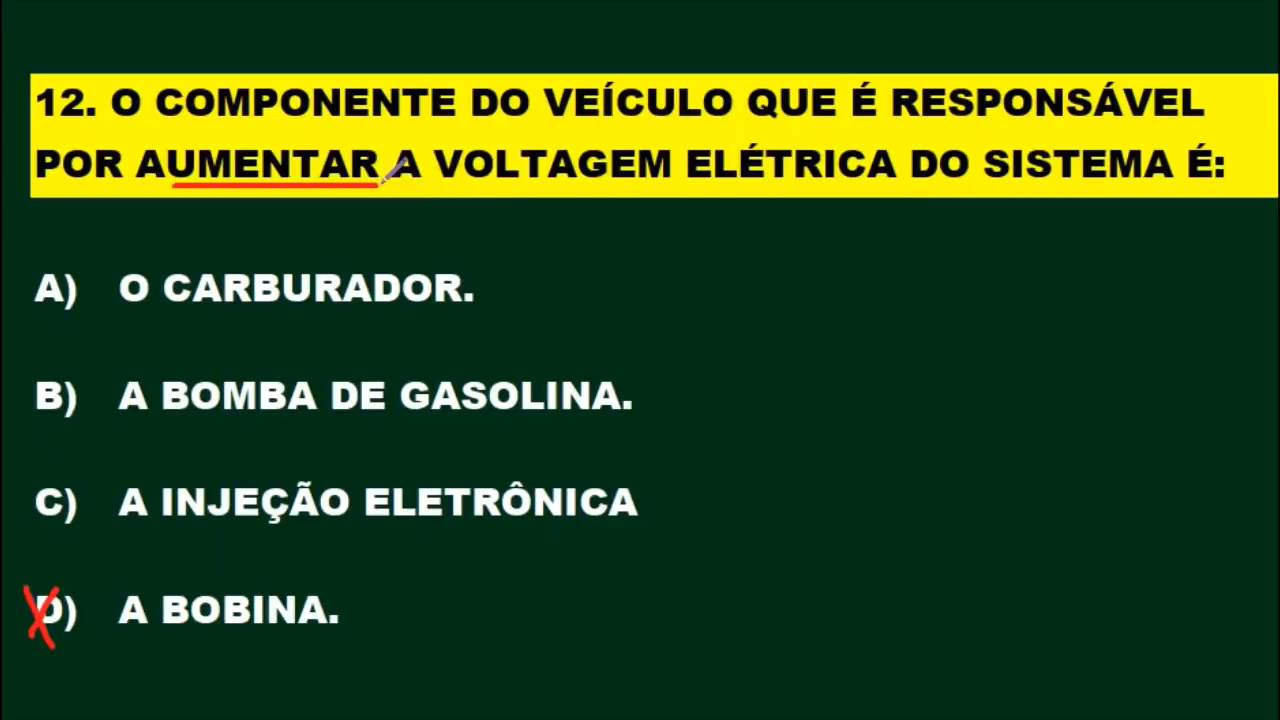 12. O COMPONENTE DO VEÍCULO QUE É RESPONSÁVEL
POR AUMENTAR A VOLTAGEM ELÉTRICA DO SISTEMA É:
A) O CARBURADOR.
B) A BOMBA DE GASOLINA.
C) A INJEÇÃO ELETRÔNICA
D) A BOBINA.